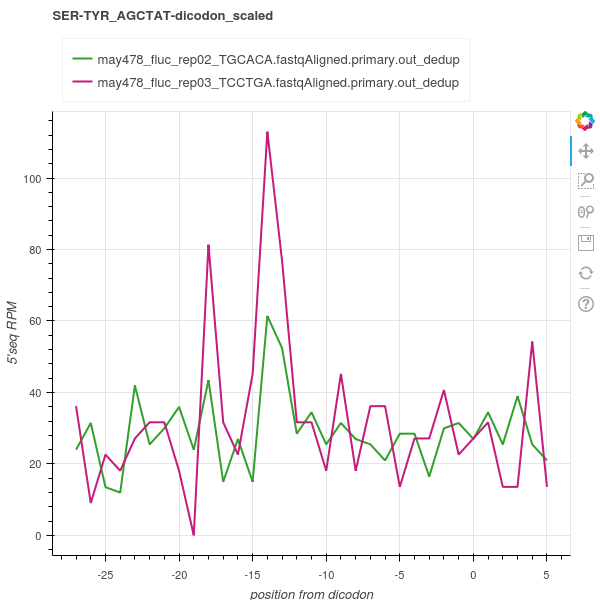 SER-TYR_AGCTAT-dicodon_scaled
may478_fluc_rep02_TGCACA.fastqAligned.primary.out_dedup
may478_fluc_rep03_TCCTGA.fastqAligned.primary.out_dedup
5'seq RPM
100
80
60
40
20
0
-25 -20 -15 -10 -5 0 5
position from dicodon